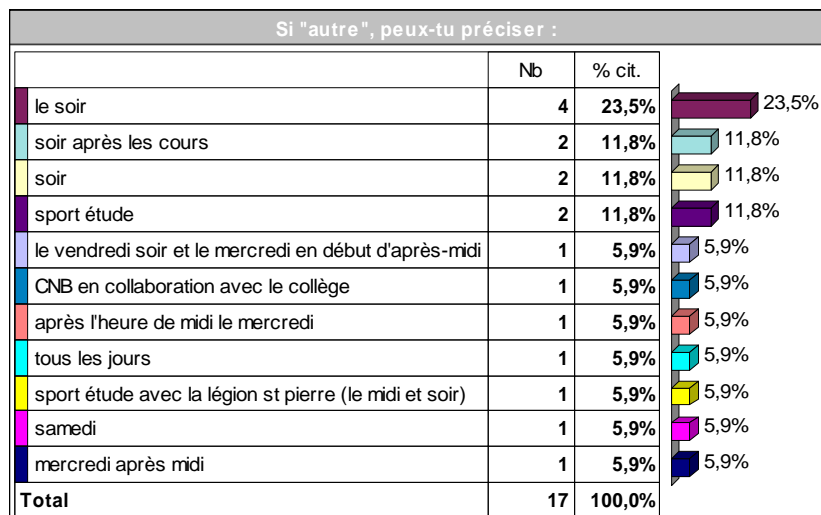 Si "autre", peux-tu préciser :
Nb % cit.
le soir 4 23,5% 23,5%
soir après les cours 2 11,8% 11,8%
soir 2 11,8% 11,8%
sport étude 2 11,8% 11,8%
le vendredi soir et le mercredi en début d'après-midi 1 5,9% 5,9%
CNB en collaboration avec le collège 1 5,9% 5,9%
après l'heure de midi le mercredi 1 5,9% 5,9%
tous les jours 1 5,9% 5,9%
sport étude avec la légion st pierre (le midi et soir) 1 5,9% 5,9%
samedi 1 5,9% 5,9%
mercredi après midi 1 5,9% 5,9%
Total 17 100,0%